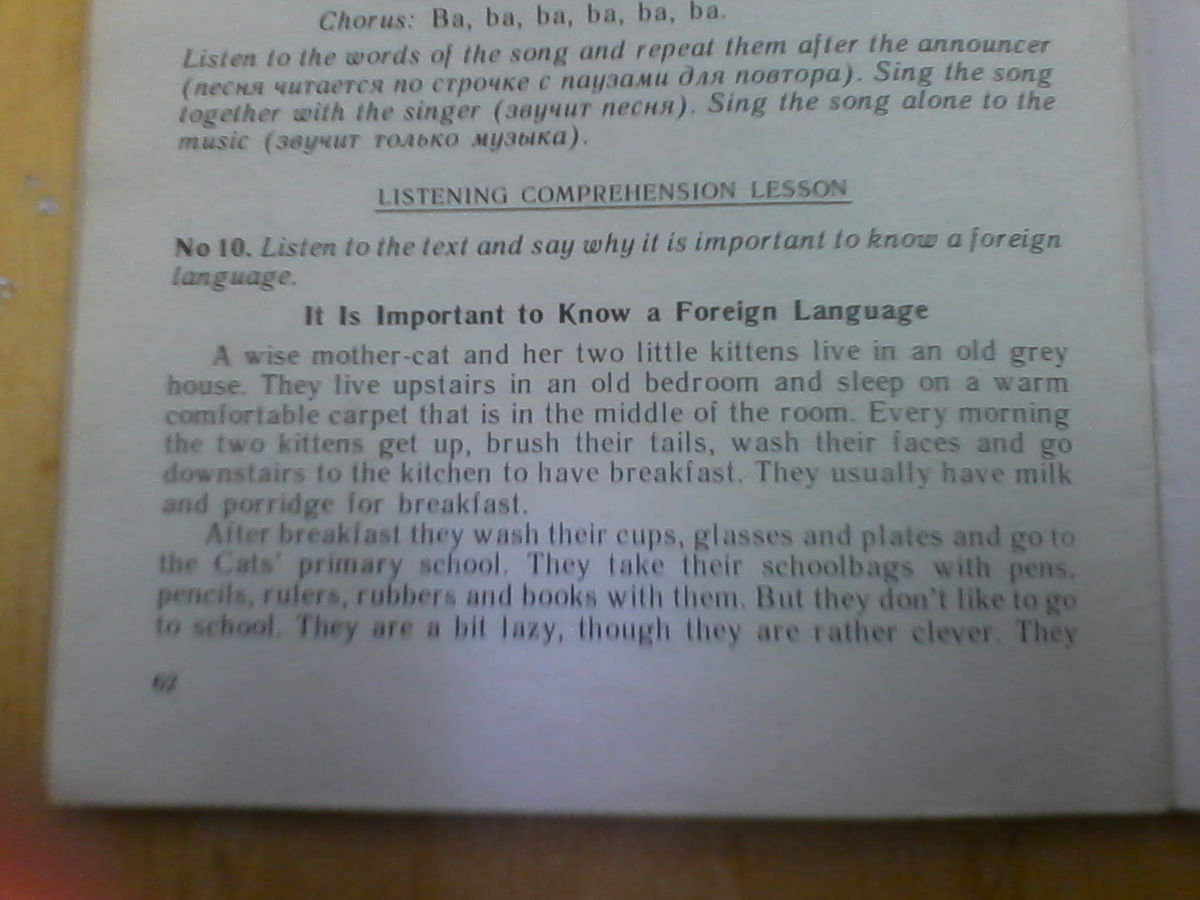 Chorus: Ba, ba, ba, ba, ba, ba.
Listen to the words of the song and repeat them after the announcer
(песня читается по строчке с паузами для повтора). Sing the song
together with the singer (звучит песня). Sing the song alone to the
music (звучит только музыка).
LISTENING COMPREHENSION LESSON
No 10. Listen to the text and say why it is important to know a foreign
language.
It Is Important to Know a Foreign Language
A wise mother-cat and her two little kittens live in an old grey
house. They live upstairs in an old bedroom and sleep on a warm
comfortable carpet that is in the middle of the room. Every morning
the two kittens get up, brush their tails, wash their faces and go
downstairs to the kitchen to have breakfast. They usually have milk
and porridge for breakfast.
After breakfast they wash their cups, glasses and plates and go to
the Cats' primary school. They take their schoolbags with pens,
pencils, rulers, rubbers and books with them. But they don't like to go
to school. They are a bit lazy, though they are rather clever. They